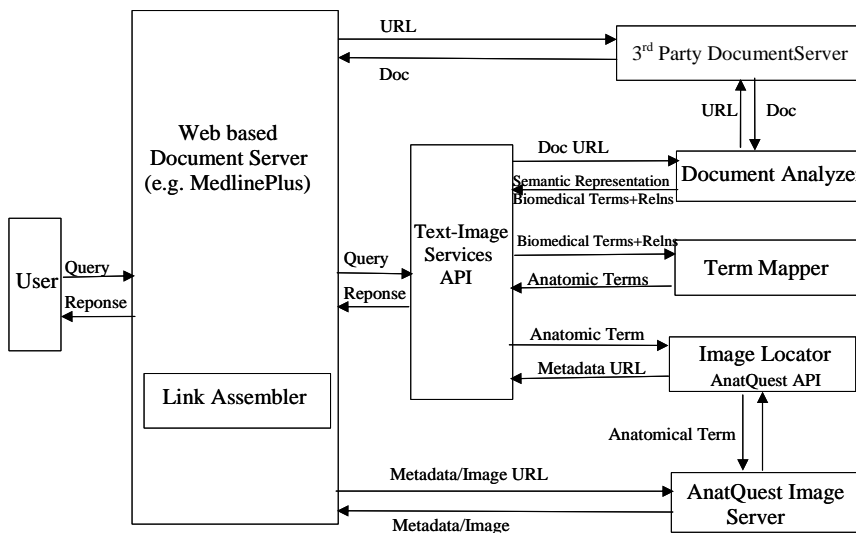 URL
3rd Party DocumentServer
Doc
URL
Doc
Web based
Document Server
(e.g. MedlinePlus)
Doc URL
Document Analyzer
Semantic Representation
Biomedical Terms+Relns
Text-Image
Services
API
Biomedical Terms+Relns
Term Mapper
Anatomic Terms
User
Query
Reponse
Query
Reponse
Anatomic Term
Image Locator
AnatQuest API
Metadata URL
Link Assembler
Anatomical Term
Metadata/Image URL
AnatQuest Image
Server
Metadata/Image